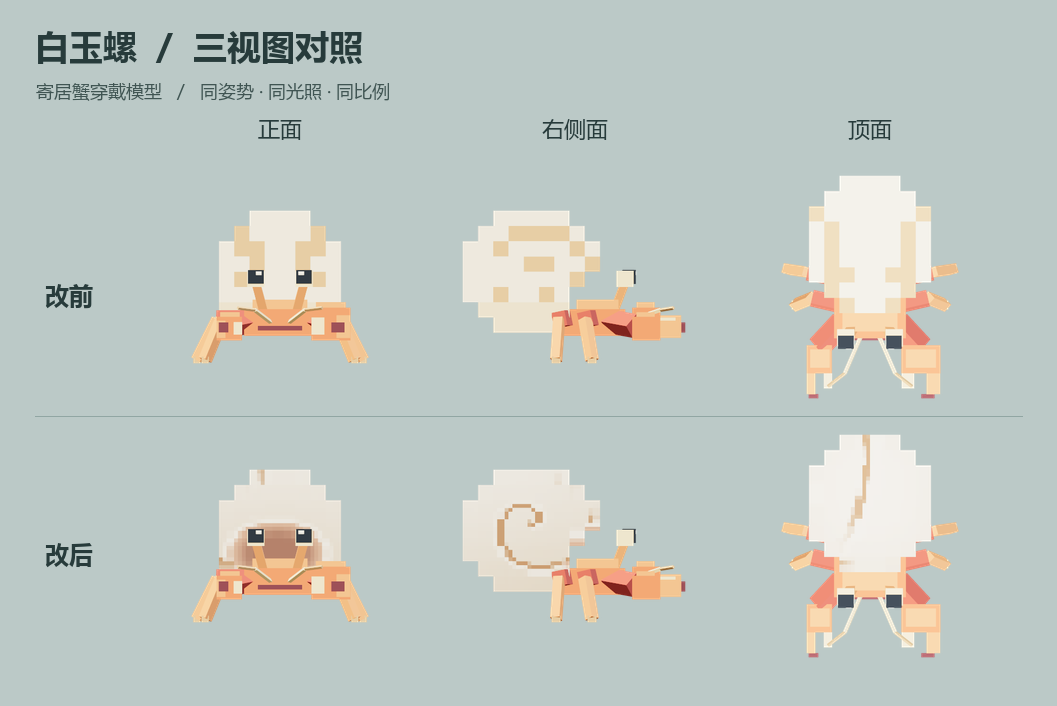 白玉螺 / 三视图对照
寄居蟹穿戴模型 / 同姿势 · 同光照 · 同比例
正面 右侧面 顶面
改前
改后